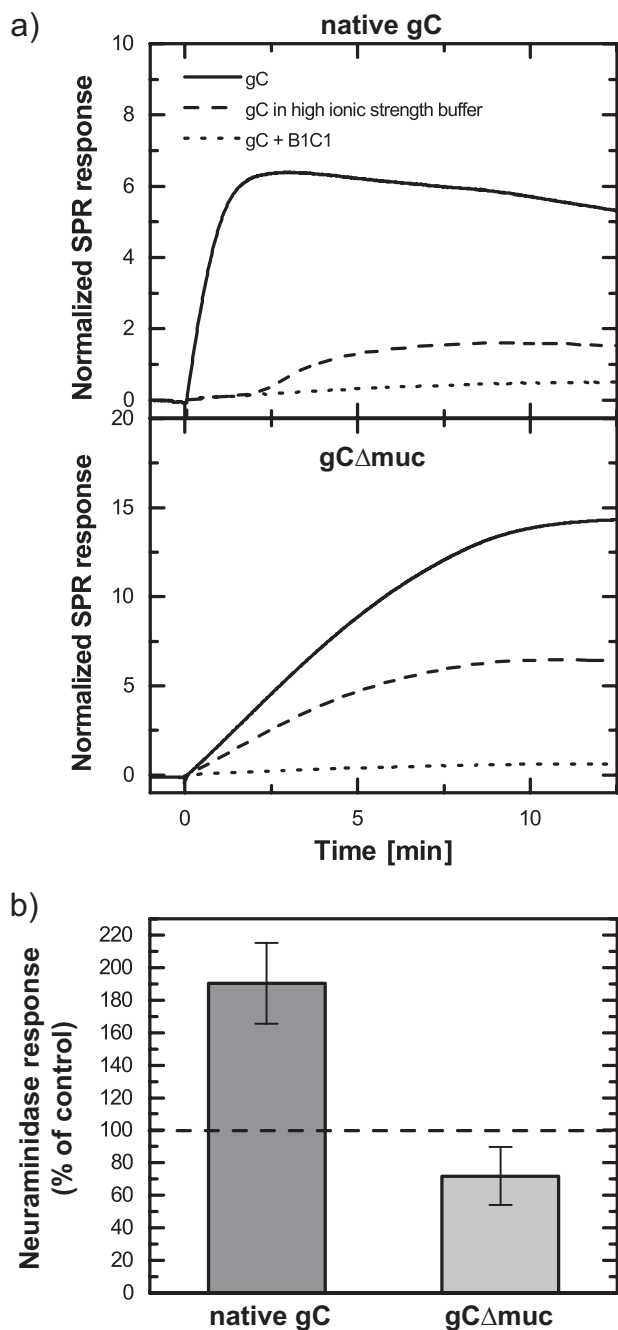 a)
native gC
10
8
6
4
2
0
Normalized SPR response
gC
gC in high ionic strength buffer
gC + B1C1
gCΔmuc
20
15
10
5
0
Normalized SPR response
0 5 10
Time [min]
b)
220
200
180
160
140
120
100
80
60
40
20
0
Neuraminidase response
(% of control)
native gC gCΔmuc